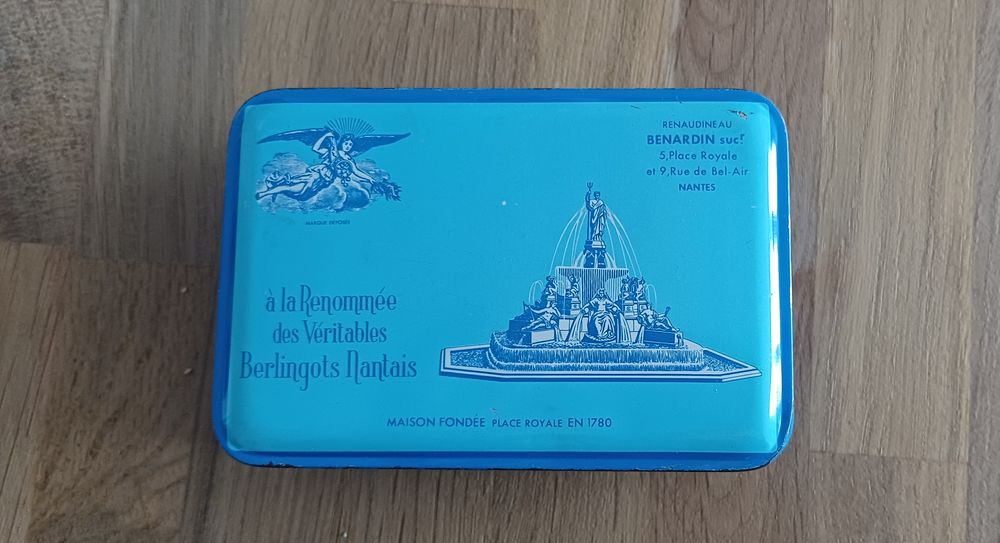 RENAUDINEAU
BENARDIN sucr
5,Place Royale
et 9,Rue de Bel-Air
NANTES
MARQUE DÉPOSÉE
à la Renommée
des Véritables
Berlingots Nantais
MAISON FONDÉE PLACE ROYALE EN 1780